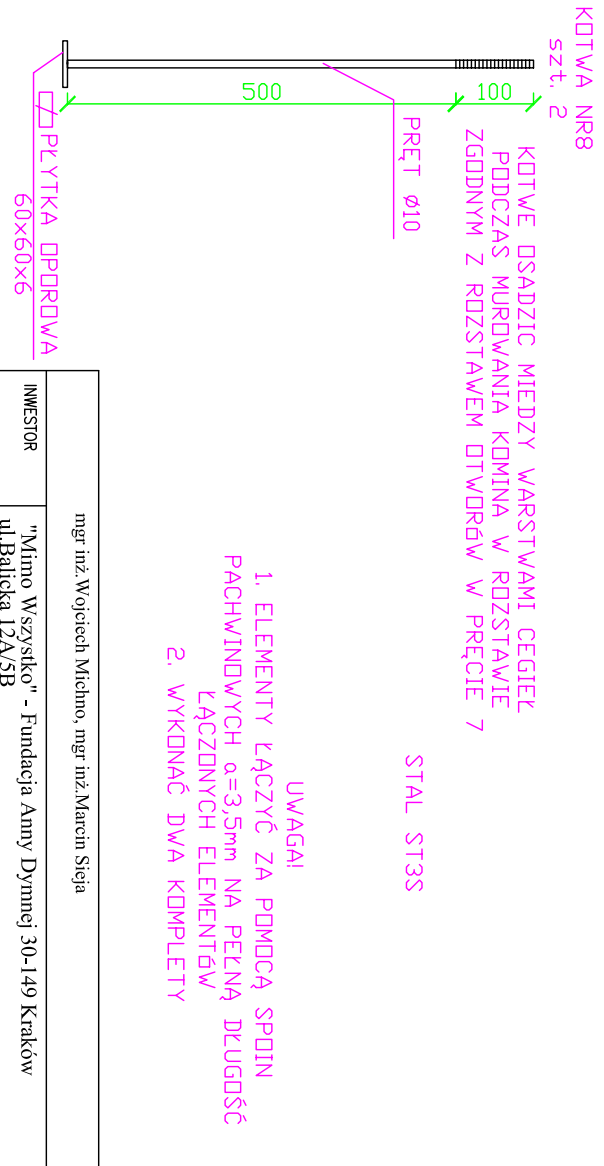 KOTWA NR8
szt. 2
KOTWE OSADZIC MIEDZY WARSTWAMI CEGIEŁ
PODCZAS MUROWANIA KOMINA W ROZSTAWIE
ZGODNYM Z ROZSTAWEM OTWORÓW W PRĘCIE 7
500
100
PRĘT Ø10
PŁYTKA OPOROWA
60x60x6
STAL ST3S
UWAGA!
1. ELEMENTY ŁĄCZYĆ ZA POMOCĄ SPOIN
PACHWINOWYCH a=3,5mm NA PEŁNĄ DŁUGOŚĆ
ŁĄCZONYCH ELEMENTÓW
2. WYKONAĆ DWA KOMPLETY
mgr inż.Wojciech Michno, mgr inż.Marcin Sieja
INWESTOR
"Mimo Wszystko" - Fundacja Anny Dymnej 30-149 Kraków
ul.Balicka 12A/5B